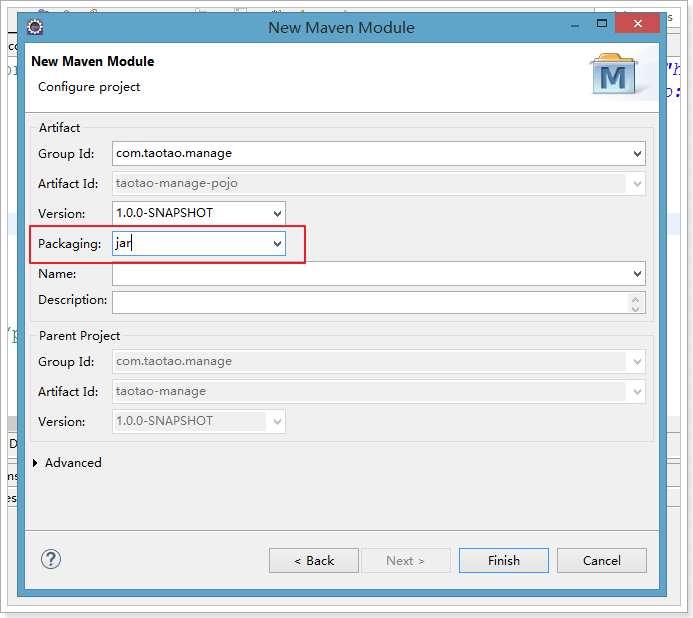 New Maven Module
New Maven Module
Configure project
Artifact
Group Id: com.taotao.manage
Artifact Id: taotao-manage-pojo
Version: 1.0.0-SNAPSHOT
Packaging: jar
Name:
Description:
Parent Project
Group Id: com.taotao.manage
Artifact Id: taotao-manage
Version: 1.0.0-SNAPSHOT
Advanced
< Back Next > Finish Cancel